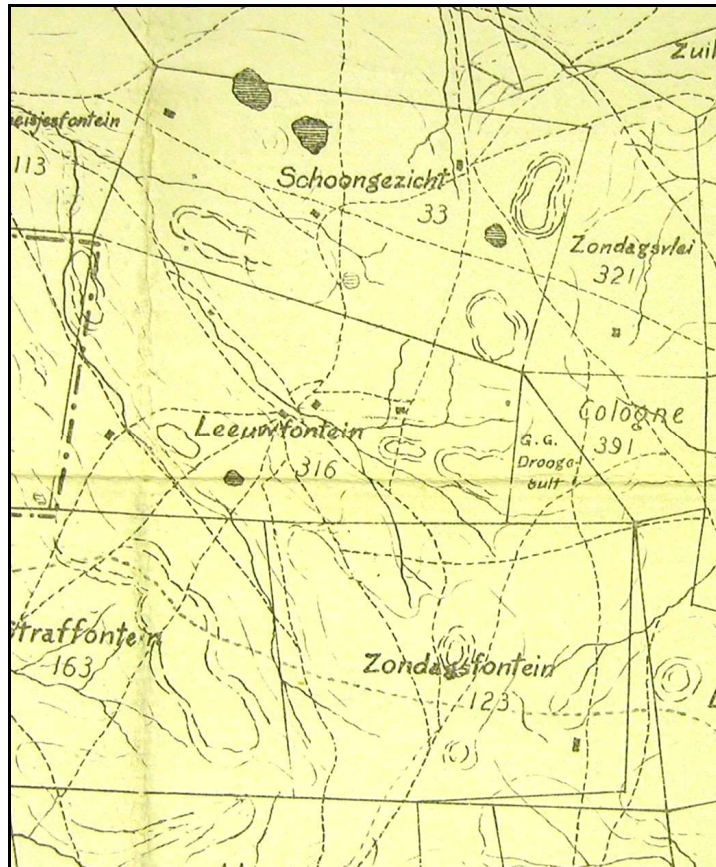 Zuil
eisjesfontein
113
Schoongezicht
33
Zondagsvlei
321
Cologne
391
Leeuwfontein
316
G. G.
Drooge-
bult
traffontein
163
Zondagsfontein
123